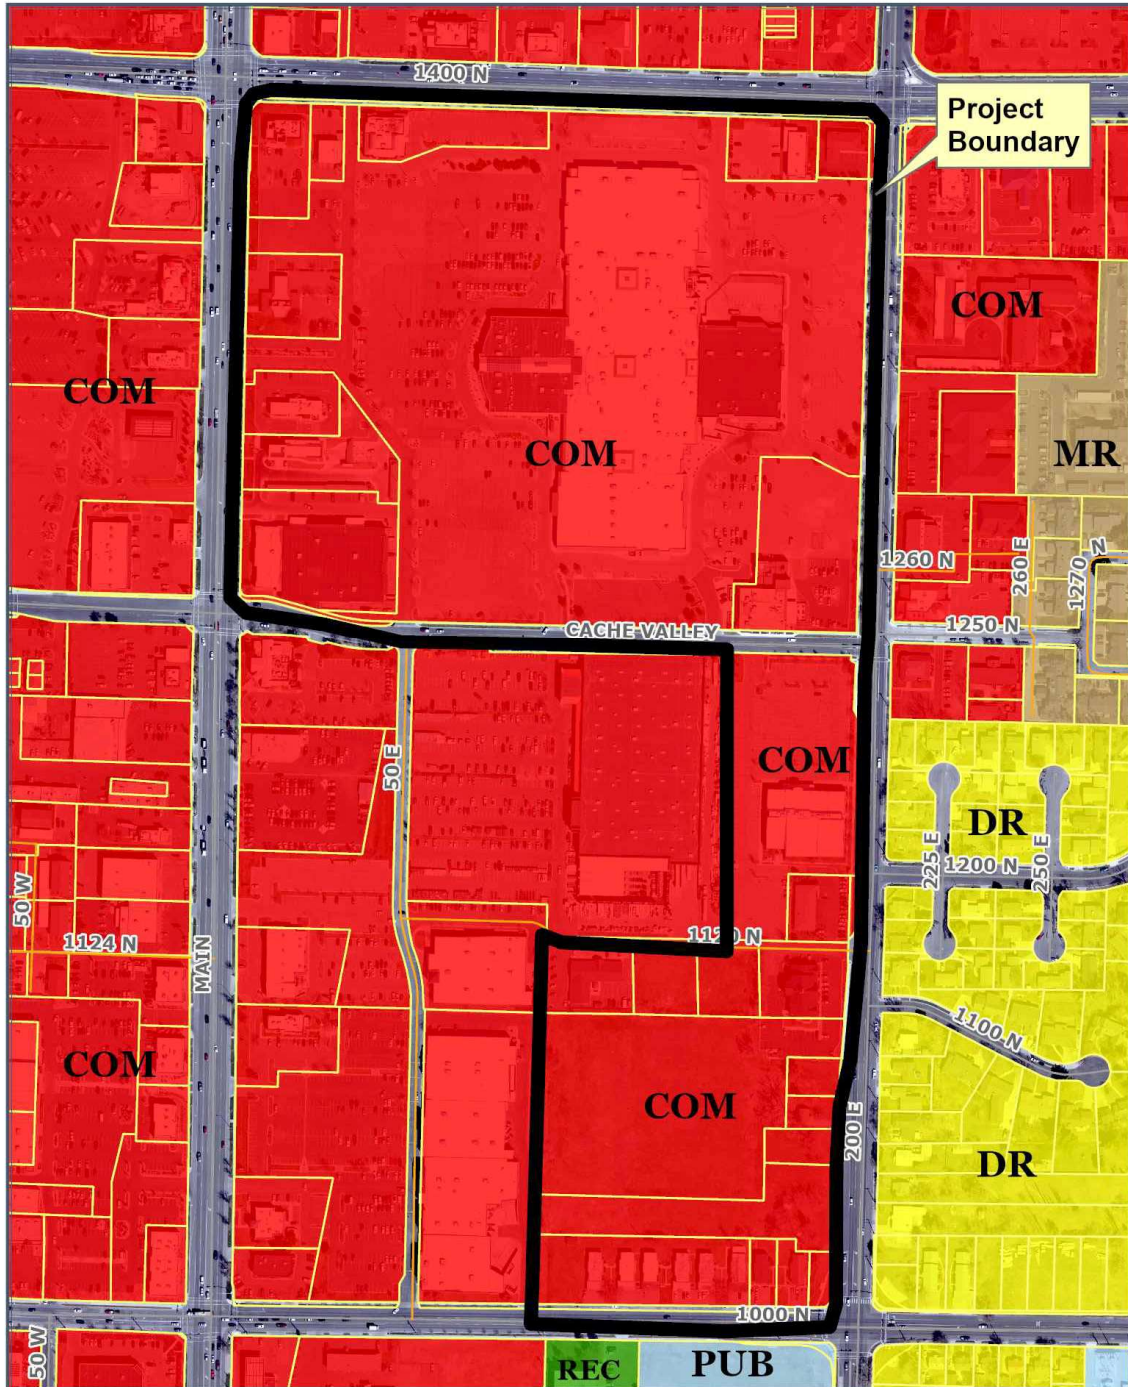 1400 N
Project
Boundary
COM
COM
COM
MR
1260 N
260 E
1270 N
1250 N
CACHE VALLEY
50 E
COM
DR
225 E
1200 N
250 E
50 W
1124 N
MAIN
1120 N
1100 N
COM
COM
200 E
DR
1000 N
50 W
REC
PUB